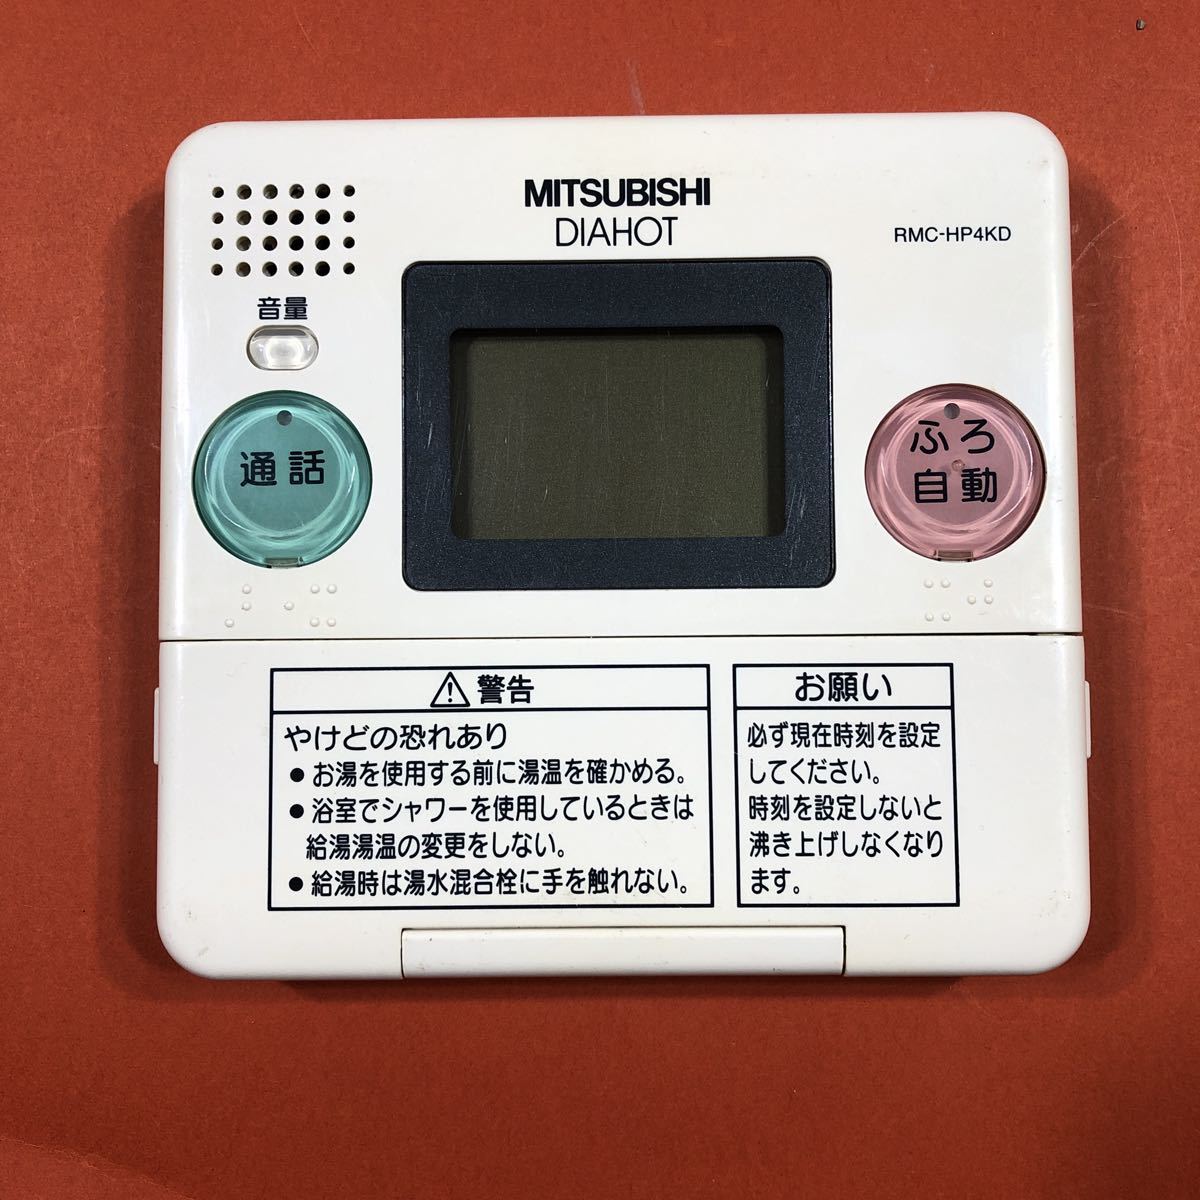 MITSUBISHI
DIAHOT
RMC-HP4KD
音量
通話
ふろ
自動
⚠警告
やけどの恐れあり
●お湯を使用する前に湯温を確かめる。
●浴室でシャワーを使用しているときは
給湯湯温の変更をしない。
●給湯時は湯水混合栓に手を触れない。
お願い
必ず現在時刻を設定
してください。
時刻を設定しないと
沸き上げしなくなり
ます。